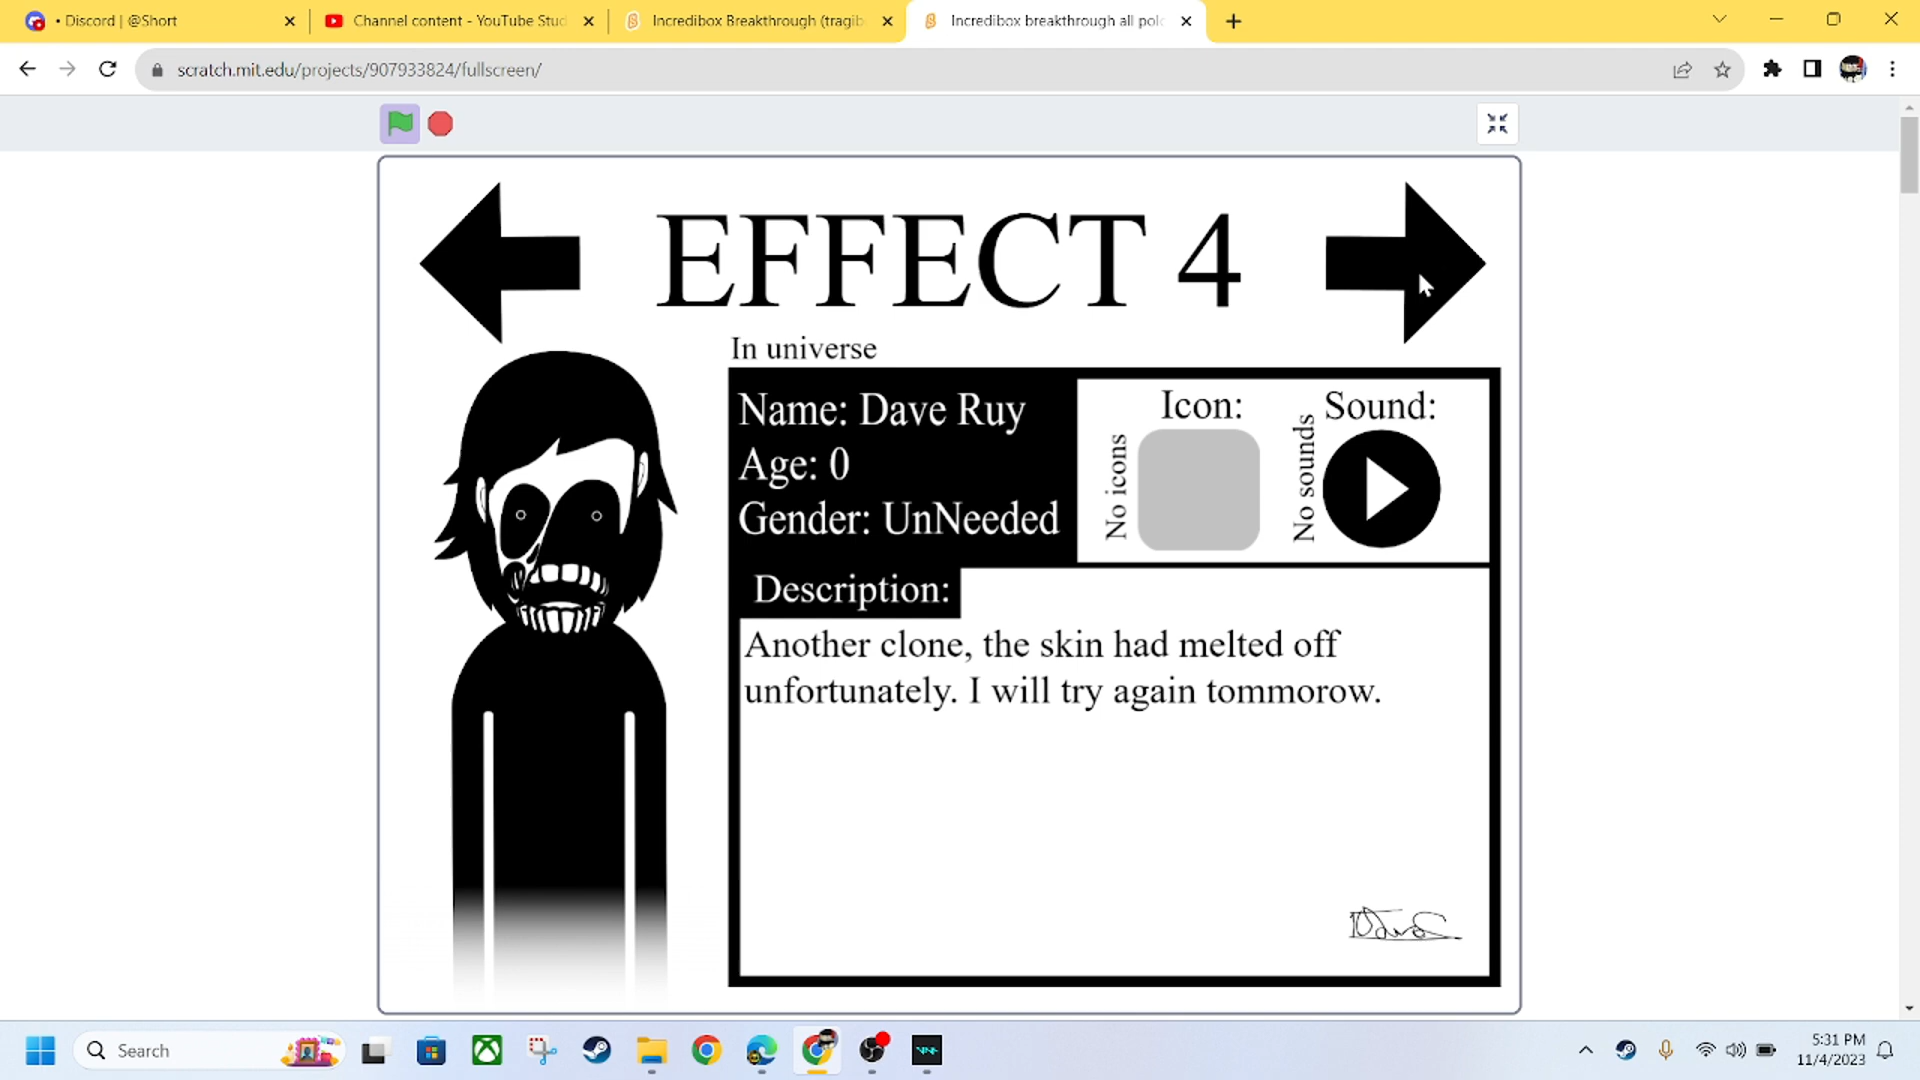 • Discord | @Short
Channel content - YouTube Stud
Incredibox Breakthrough (tragib
Incredibox breakthrough all polo
scratch.mit.edu/projects/907933824/fullscreen/
EFFECT 4
In universe
Name: Dave Ruy
Age: 0
Gender: UnNeeded
No icons
Icon:
No sounds
Sound:
Description:
Another clone, the skin had melted off
unfortunately. I will try again tommorow.
Search
5:31 PM
11/4/2023